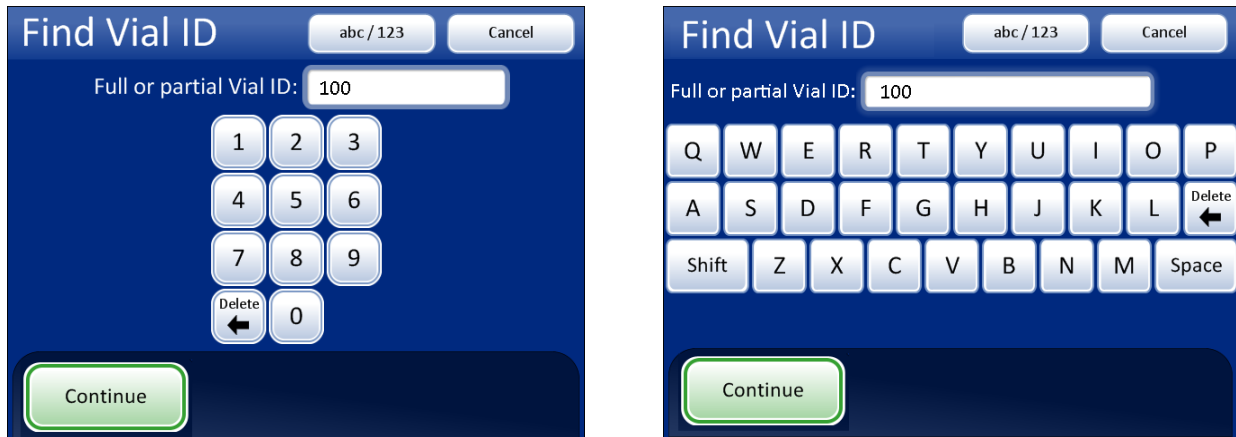 Find Vial ID abc / 123 Cancel
Full or partial Vial ID: 100
1 2 3
4 5 6
7 8 9
Delete 0
Continue
Find Vial ID abc / 123 Cancel
Full or partial Vial ID: 100
Q W E R T Y U I O P
A S D F G H J K L Delete
Shift Z X C V B N M Space
Continue